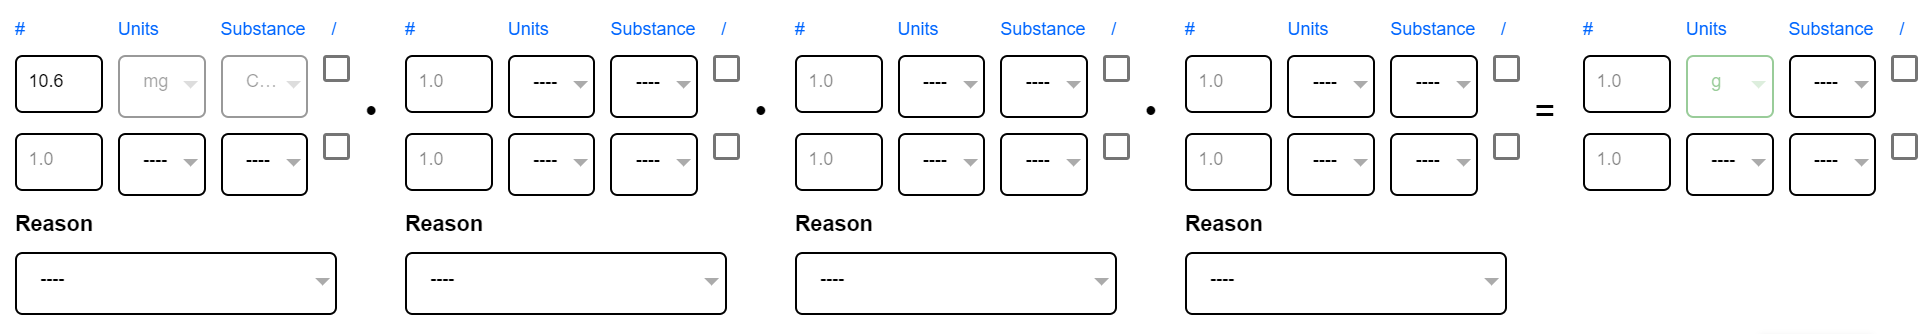 # Units Substance / # Units Substance / # Units Substance / # Units Substance / # Units Substance /
10.6 mg C... 1.0 ---- ---- 1.0 ---- ---- 1.0 ---- ---- 1.0 g ----
• • • =
1.0 ---- ---- 1.0 ---- ---- 1.0 ---- ---- 1.0 ---- ---- 1.0 ---- ----
Reason Reason Reason Reason
---- ---- ---- ----